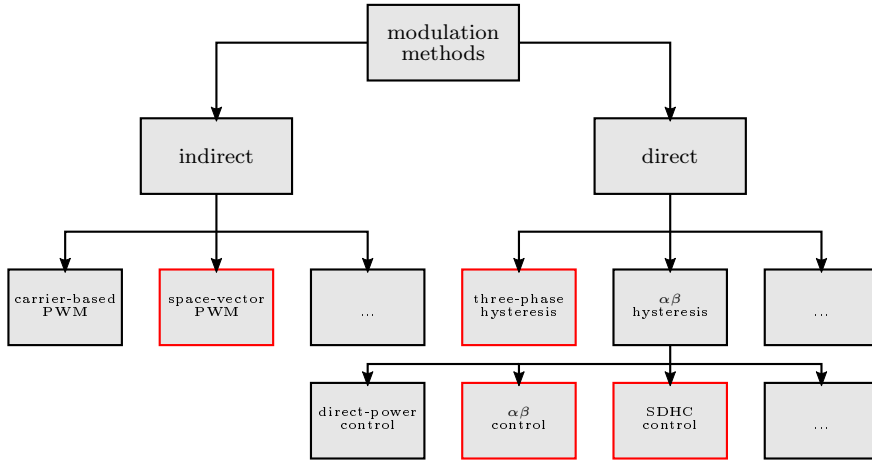 modulation
methods
indirect
direct
carrier-based
PWM
space-vector
PWM
...
three-phase
hysteresis
αβ
hysteresis
...
direct-power
control
αβ
control
SDHC
control
...